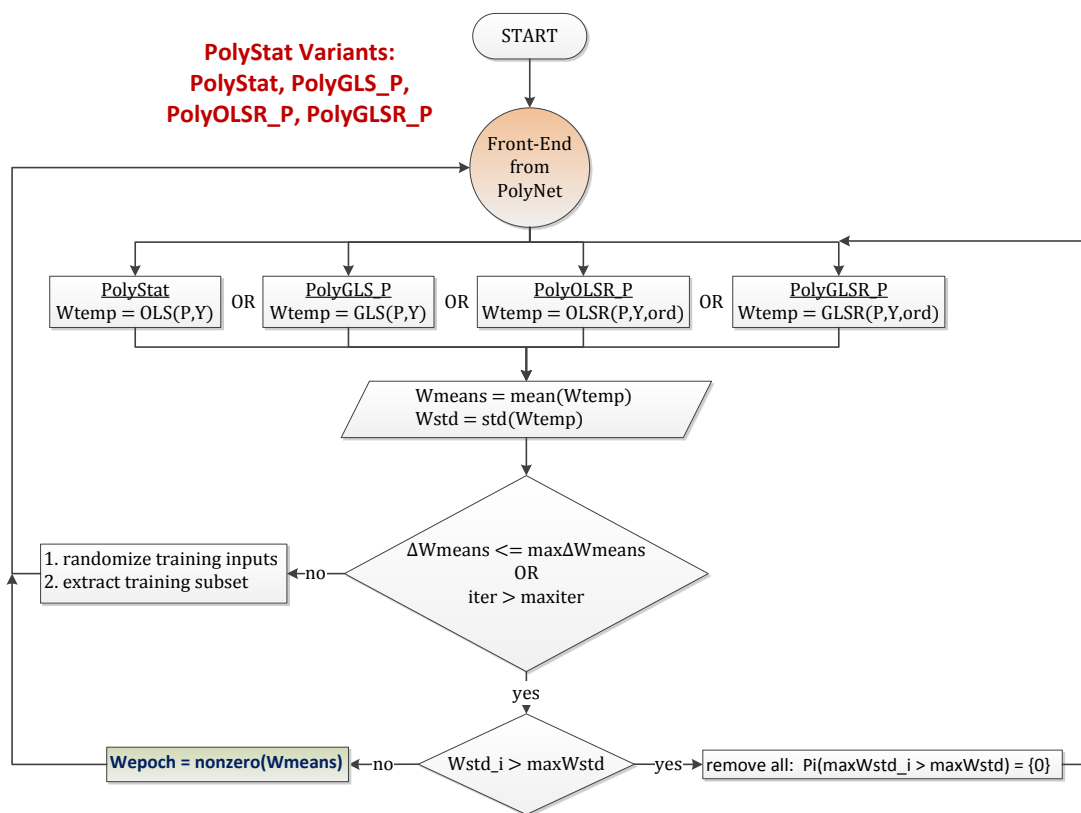 START
PolyStat Variants:
PolyStat, PolyGLS_P,
PolyOLSR_P, PolyGLSR_P
Front-End
from
PolyNet
PolyStat
Wtemp = OLS(P,Y)
OR
PolyGLS_P
Wtemp = GLS(P,Y)
OR
PolyOLSR_P
Wtemp = OLSR(P,Y,ord)
OR
PolyGLSR_P
Wtemp = GLSR(P,Y,ord)
Wmeans = mean(Wtemp)
Wstd = std(Wtemp)
ΔWmeans <= maxΔWmeans
OR
iter > maxiter
no
1. randomize training inputs
2. extract training subset
yes
Wstd_i > maxWstd
no
Wepoch = nonzero(Wmeans)
yes
remove all: Pi(maxWstd_i > maxWstd) = {0}